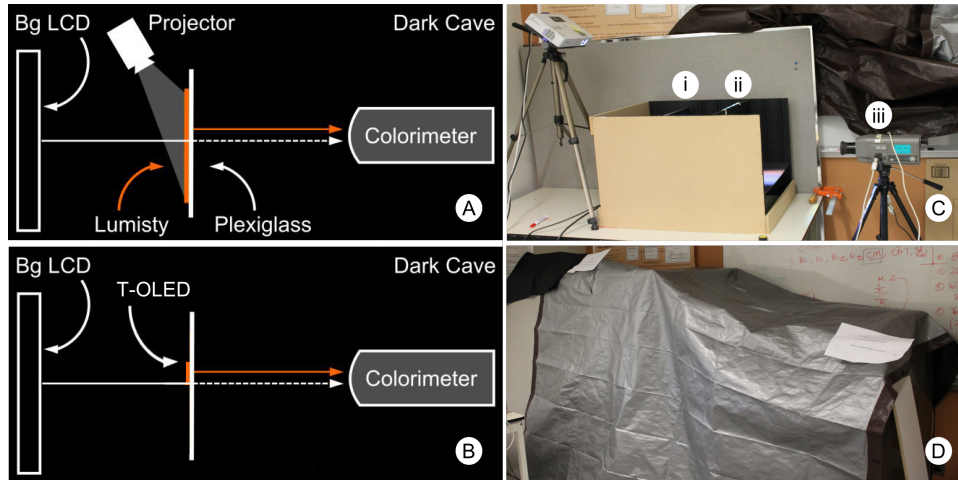 Bg LCD
Projector
Dark Cave
Colorimeter
Lumisty
Plexiglass
A
Bg LCD
Dark Cave
T-OLED
Colorimeter
B
i
ii
iii
C
D